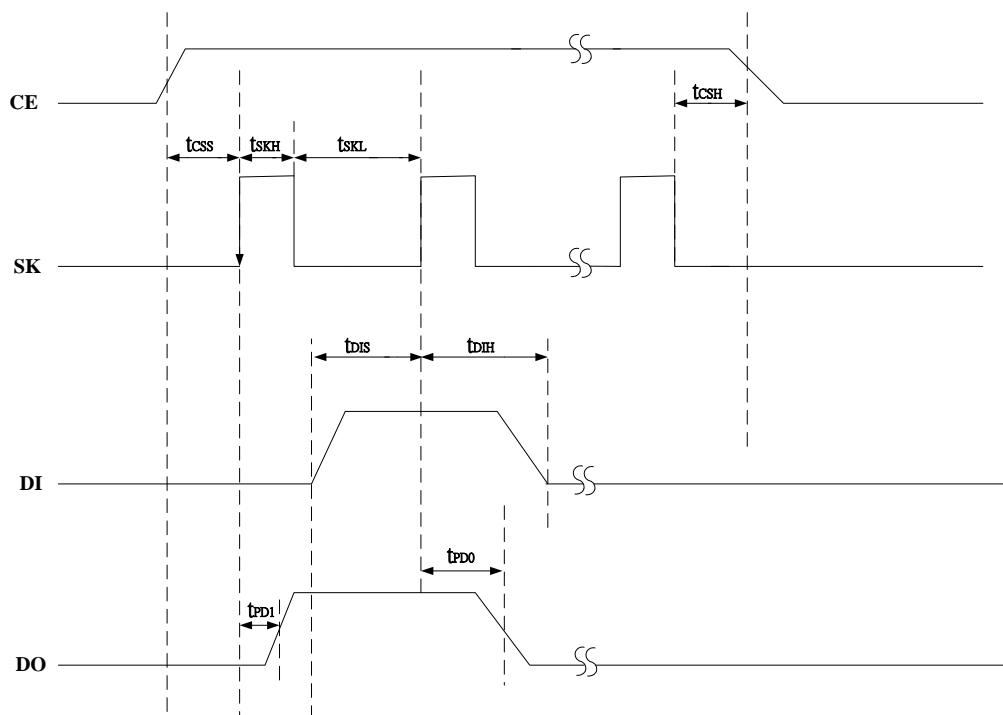 CE
tCSH
tCSS
tSKH
tSKL
SK
tDIS
tDIH
DI
tPD0
tPD1
DO